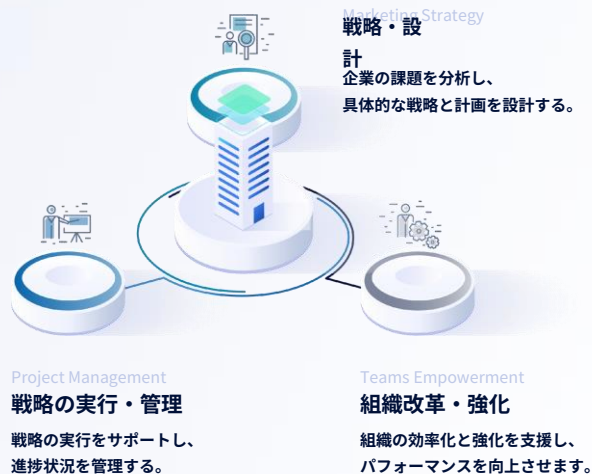 Marketing Strategy
戦略・設
計
企業の課題を分析し、
具体的な戦略と計画を設計する。
Project Management
戦略の実行・管理
戦略の実行をサポートし、
進捗状況を管理する。
Teams Empowerment
組織改革・強化
組織の効率化と強化を支援し、
パフォーマンスを向上させます。